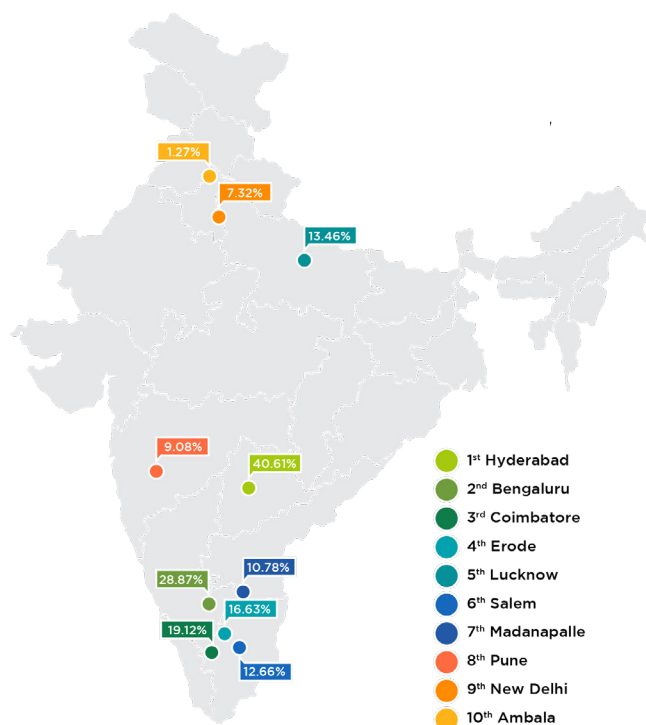 1.27%
7.32%
13.46%
9.08%
40.61%
1st Hyderabad
2nd Bengaluru
3rd Coimbatore
4th Erode
5th Lucknow
6th Salem
7th Madanapalle
8th Pune
9th New Delhi
10th Ambala
10.78%
28.87%
16.63%
19.12%
12.66%